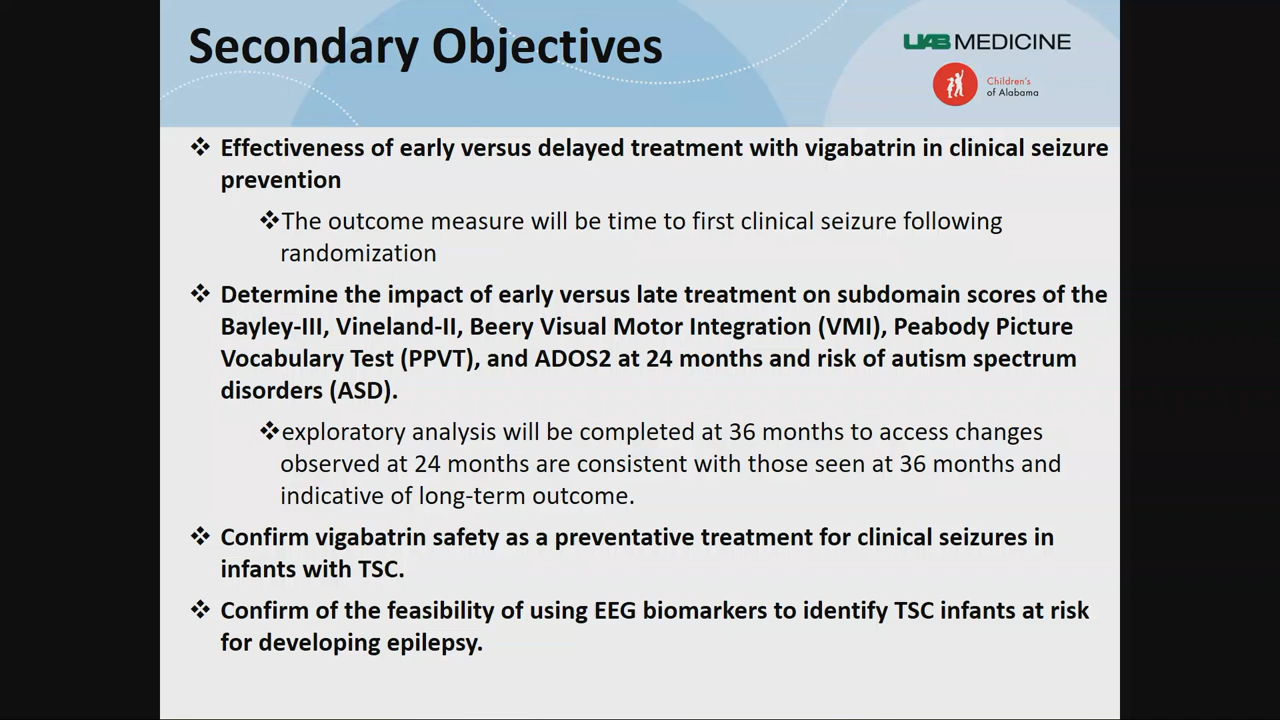 Secondary Objectives
UAB MEDICINE
Children's
of Alabama
❖ Effectiveness of early versus delayed treatment with vigabatrin in clinical seizure
prevention
❖The outcome measure will be time to first clinical seizure following
randomization
❖ Determine the impact of early versus late treatment on subdomain scores of the
Bayley-III, Vineland-II, Beery Visual Motor Integration (VMI), Peabody Picture
Vocabulary Test (PPVT), and ADOS2 at 24 months and risk of autism spectrum
disorders (ASD).
❖exploratory analysis will be completed at 36 months to access changes
observed at 24 months are consistent with those seen at 36 months and
indicative of long-term outcome.
❖ Confirm vigabatrin safety as a preventative treatment for clinical seizures in
infants with TSC.
❖ Confirm of the feasibility of using EEG biomarkers to identify TSC infants at risk
for developing epilepsy.